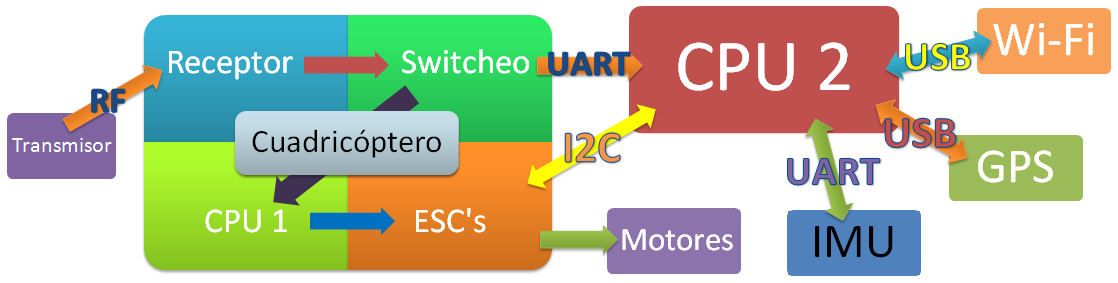 Transmisor
RF
Receptor
Switcheo
Cuadricóptero
CPU 1
ESC's
UART
I2C
Motores
CPU 2
USB
Wi-Fi
USB
GPS
UART
IMU